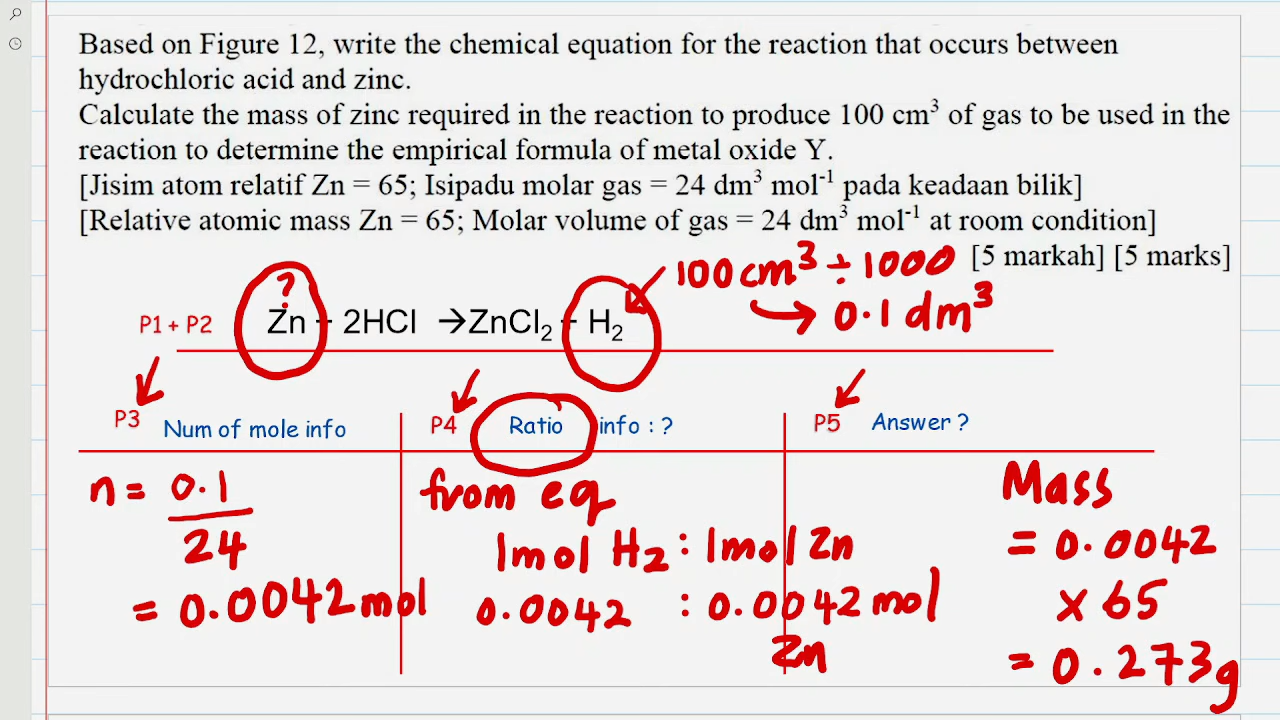 Based on Figure 12, write the chemical equation for the reaction that occurs between
hydrochloric acid and zinc.
Calculate the mass of zinc required in the reaction to produce 100 cm³ of gas to be used in the
reaction to determine the empirical formula of metal oxide Y.
[Jisim atom relatif Zn = 65; Isipadu molar gas = 24 dm³ mol⁻¹ pada keadaan bilik]
[Relative atomic mass Zn = 65; Molar volume of gas = 24 dm³ mol⁻¹ at room condition]
[5 markah] [5 marks]
100 cm³ ÷ 1000
→ 0.1 dm³
?
P1 + P2 Zn + 2HCl → ZnCl₂ + H₂
P3 Num of mole info
P4 Ratio info : ?
P5 Answer ?
n = 0.1
24
= 0.0042 mol
from eq
1 mol H₂ : 1 mol Zn
0.0042 : 0.0042 mol
Zn
Mass
= 0.0042
x 65
= 0.273g